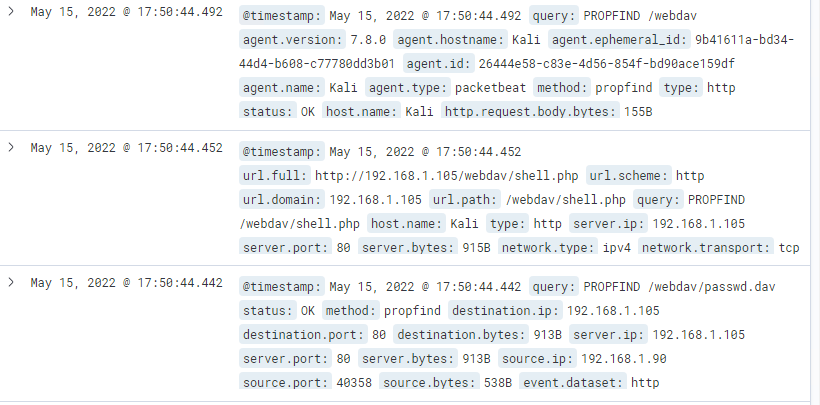 May 15, 2022 @ 17:50:44.492 @timestamp: May 15, 2022 @ 17:50:44.492 query: PROPFIND /webdav
agent.version: 7.8.0 agent.hostname: Kali agent.ephemeral_id: 9b41611a-bd34-
44d4-b608-c77780dd3b01 agent.id: 26444e58-c83e-4d56-854f-bd90ace159df
agent.name: Kali agent.type: packetbeat method: propfind type: http
status: OK host.name: Kali http.request.body.bytes: 155B
May 15, 2022 @ 17:50:44.452 @timestamp: May 15, 2022 @ 17:50:44.452
url.full: http://192.168.1.105/webdav/shell.php url.scheme: http
url.domain: 192.168.1.105 url.path: /webdav/shell.php query: PROPFIND
/webdav/shell.php host.name: Kali type: http server.ip: 192.168.1.105
server.port: 80 server.bytes: 915B network.type: ipv4 network.transport: tcp
May 15, 2022 @ 17:50:44.442 @timestamp: May 15, 2022 @ 17:50:44.442 query: PROPFIND /webdav/passwd.dav
status: OK method: propfind destination.ip: 192.168.1.105
destination.port: 80 destination.bytes: 913B server.ip: 192.168.1.105
server.port: 80 server.bytes: 913B source.ip: 192.168.1.90
source.port: 40358 source.bytes: 538B event.dataset: http